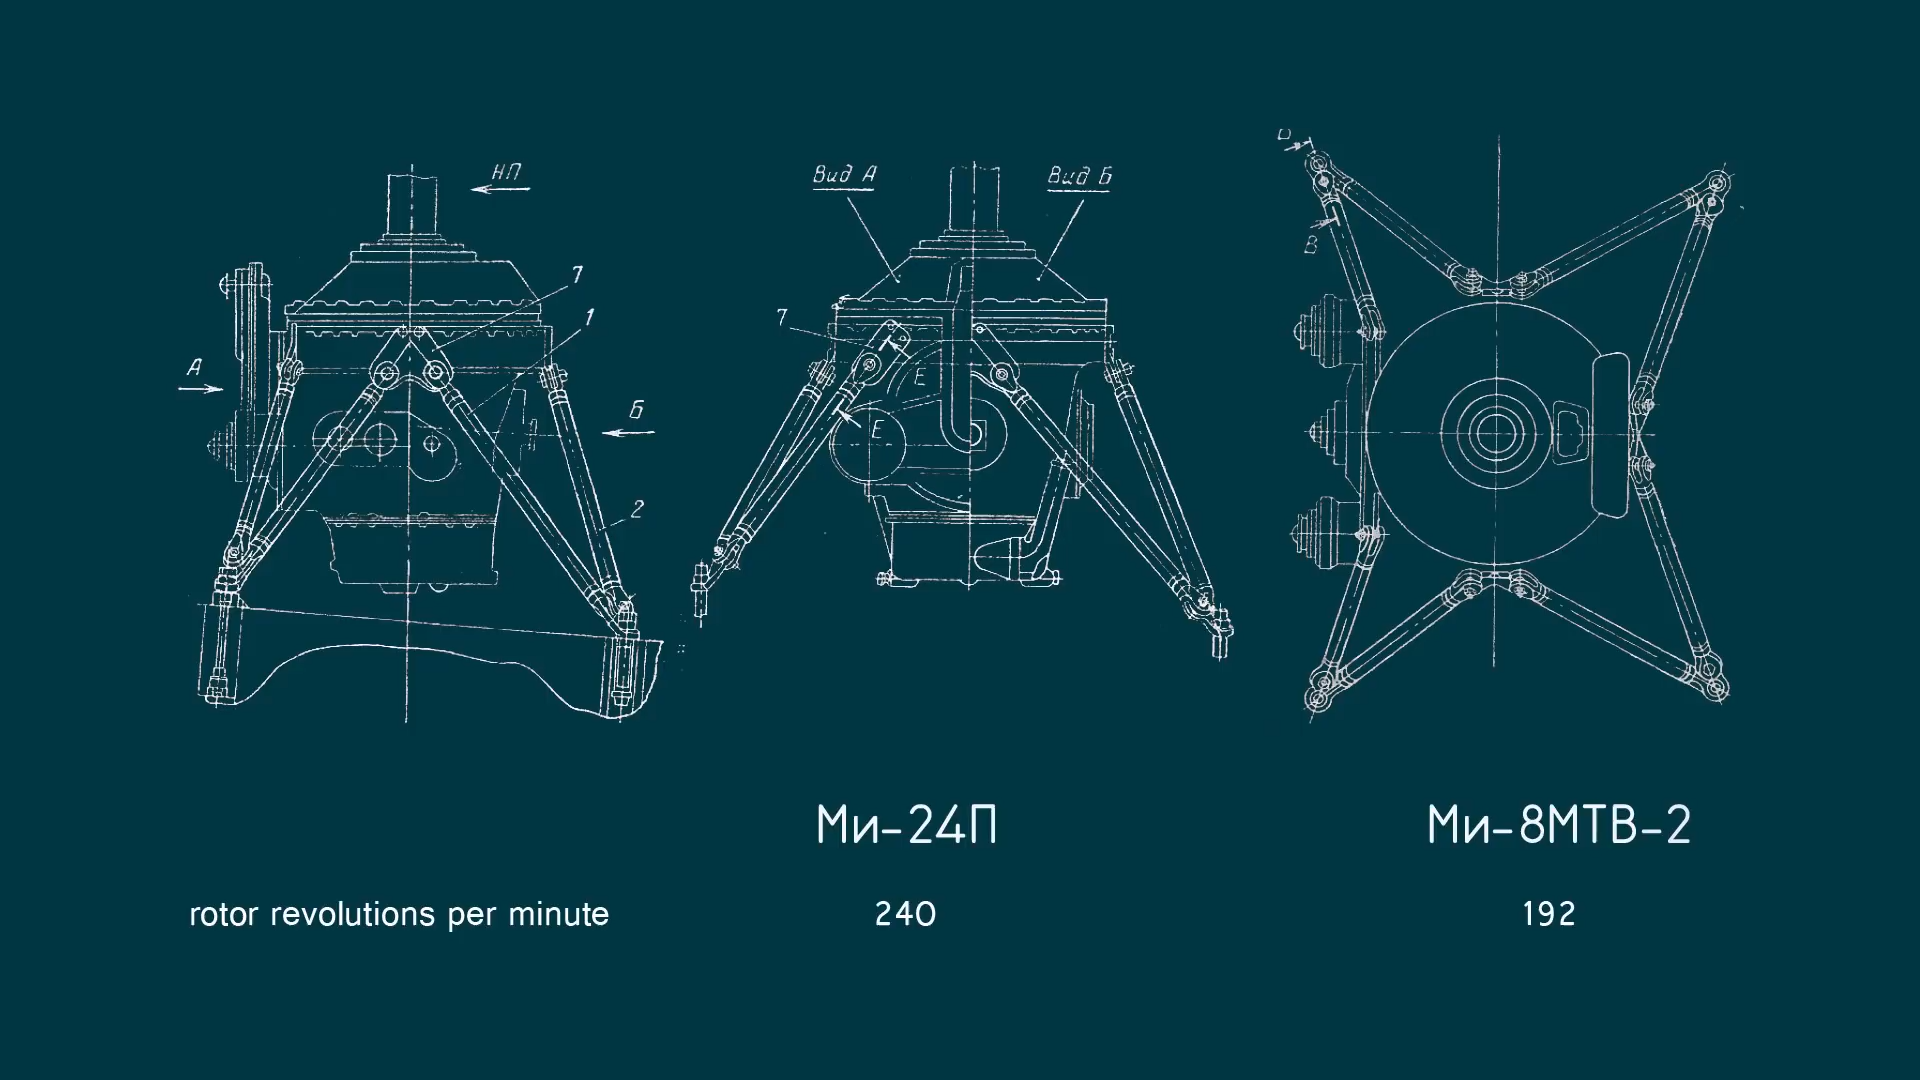 НП
Вид А
Вид Б
7
1
7
А
Б
Е
Е
2
В
Ми-24П
Ми-8МТВ-2
rotor revolutions per minute
240
192